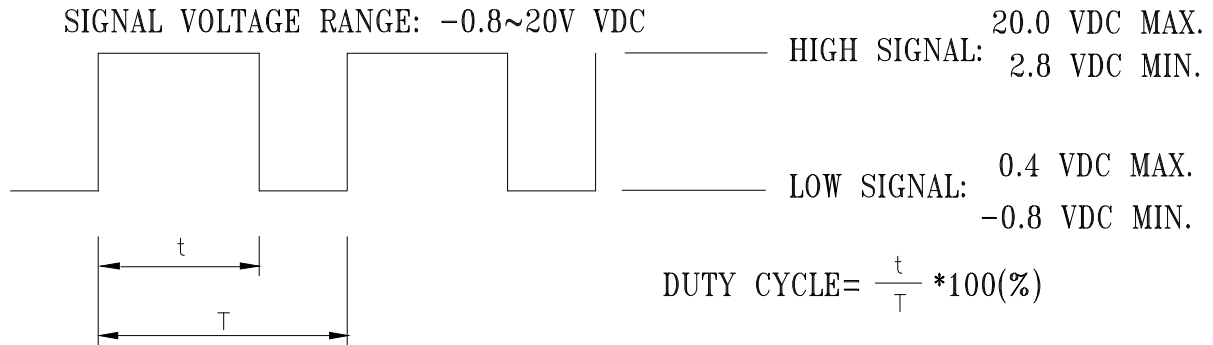 SIGNAL VOLTAGE RANGE: -0.8~20V VDC
HIGH SIGNAL: 20.0 VDC MAX.
2.8 VDC MIN.
LOW SIGNAL: 0.4 VDC MAX.
-0.8 VDC MIN.
t
T
DUTY CYCLE= t/T *100(%)